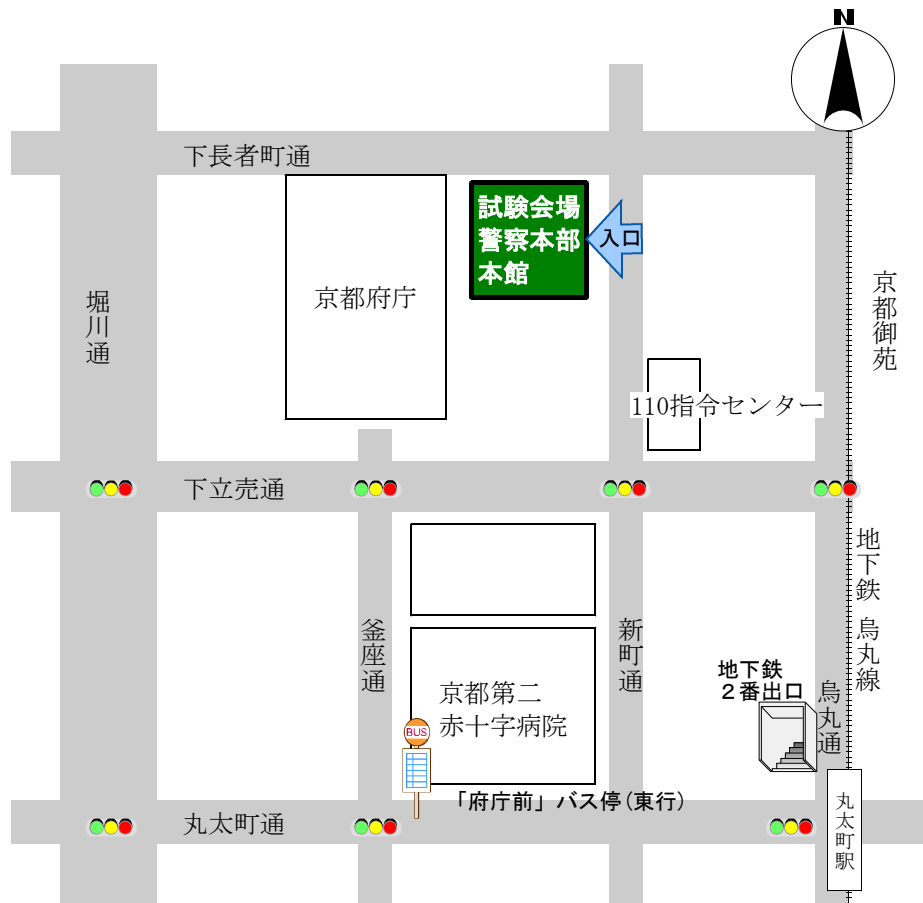 N
下長者町通
試験会場
警察本部
本館
入口
京都府庁
堀川通
京都御苑
110指令センター
下立売通
地下鉄 烏丸線
釜座通
新町通
京都第二
赤十字病院
地下鉄
２番出口
烏丸通
BUS
「府庁前」バス停(東行)
丸太町通
丸太町駅